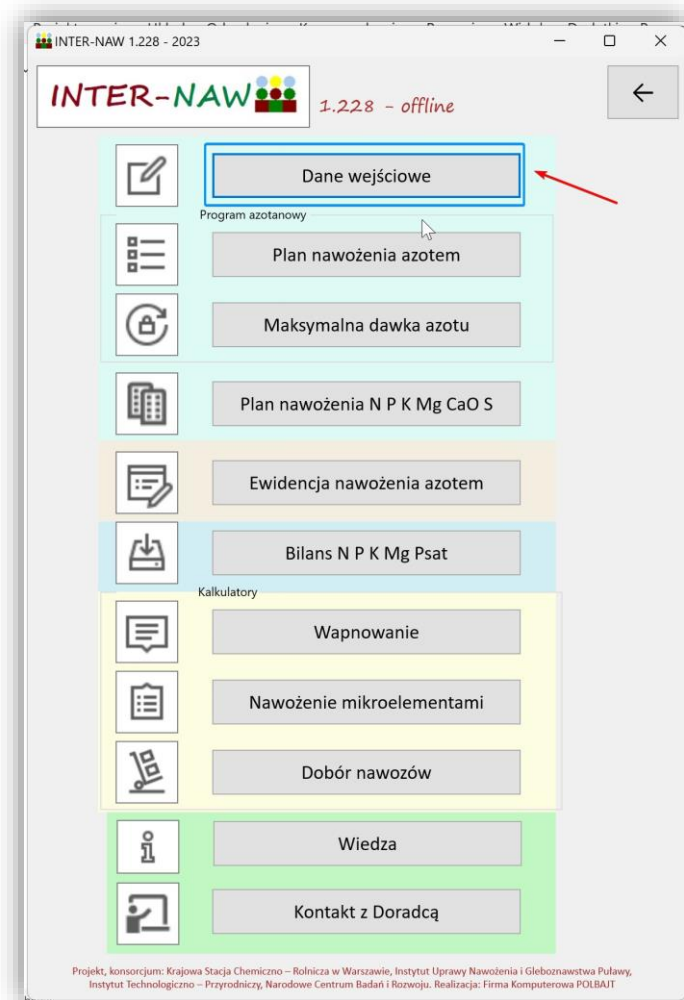 INTER-NAW 1.228 - 2023
INTER-NAW
1.228 - offline
Dane wejściowe
Program azotanowy
Plan nawożenia azotem
Maksymalna dawka azotu
Plan nawożenia N P K Mg CaO S
Ewidencja nawożenia azotem
Bilans N P K Mg Psat
Kalkulatory
Wapnowanie
Nawożenie mikroelementami
Dobór nawozów
Wiedza
Kontakt z Doradcą
Projekt, konsorcjum: Krajowa Stacja Chemiczno – Rolnicza w Warszawie, Instytut Uprawy Nawożenia i Gleboznawstwa Puławy,
Instytut Technologiczno – Przyrodniczy, Narodowe Centrum Badań i Rozwoju. Realizacja: Firma Komputerowa POLBAJT